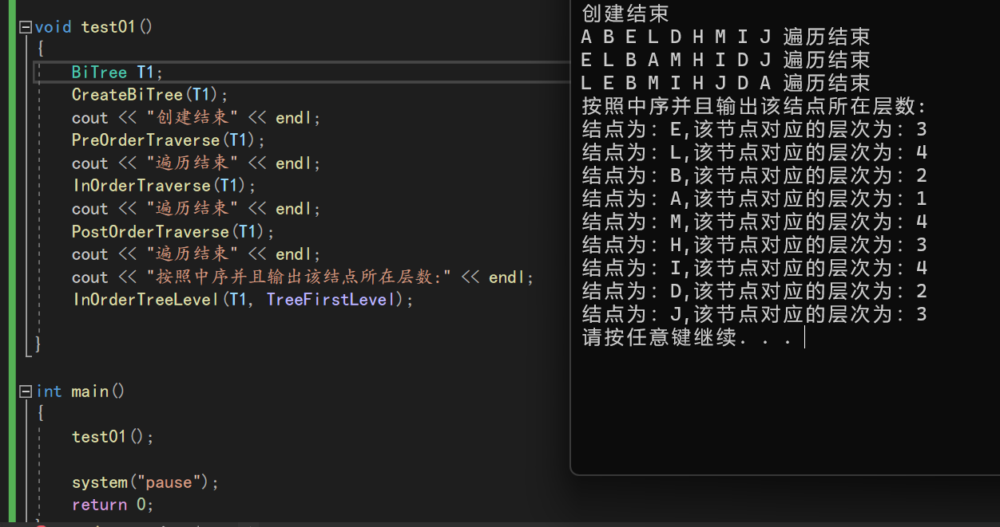 void test01()
{
BiTree T1;
CreateBiTree(T1);
cout << "创建结束" << endl;
PreOrderTraverse(T1);
cout << "遍历结束" << endl;
InOrderTraverse(T1);
cout << "遍历结束" << endl;
PostOrderTraverse(T1);
cout << "遍历结束" << endl;
cout << "按照中序并且输出该结点所在层数:" << endl;
InOrderTreeLevel(T1, TreeFirstLevel);
}
int main()
{
test01();
system("pause");
return 0;
}
创建结束
A B E L D H M I J 遍历结束
E L B A M H I D J 遍历结束
L E B M I H J D A 遍历结束
按照中序并且输出该结点所在层数:
结点为: E,该节点对应的层次为: 3
结点为: L,该节点对应的层次为: 4
结点为: B,该节点对应的层次为: 2
结点为: A,该节点对应的层次为: 1
结点为: M,该节点对应的层次为: 4
结点为: H,该节点对应的层次为: 3
结点为: I,该节点对应的层次为: 4
结点为: D,该节点对应的层次为: 2
结点为: J,该节点对应的层次为: 3
请按任意键继续. . .